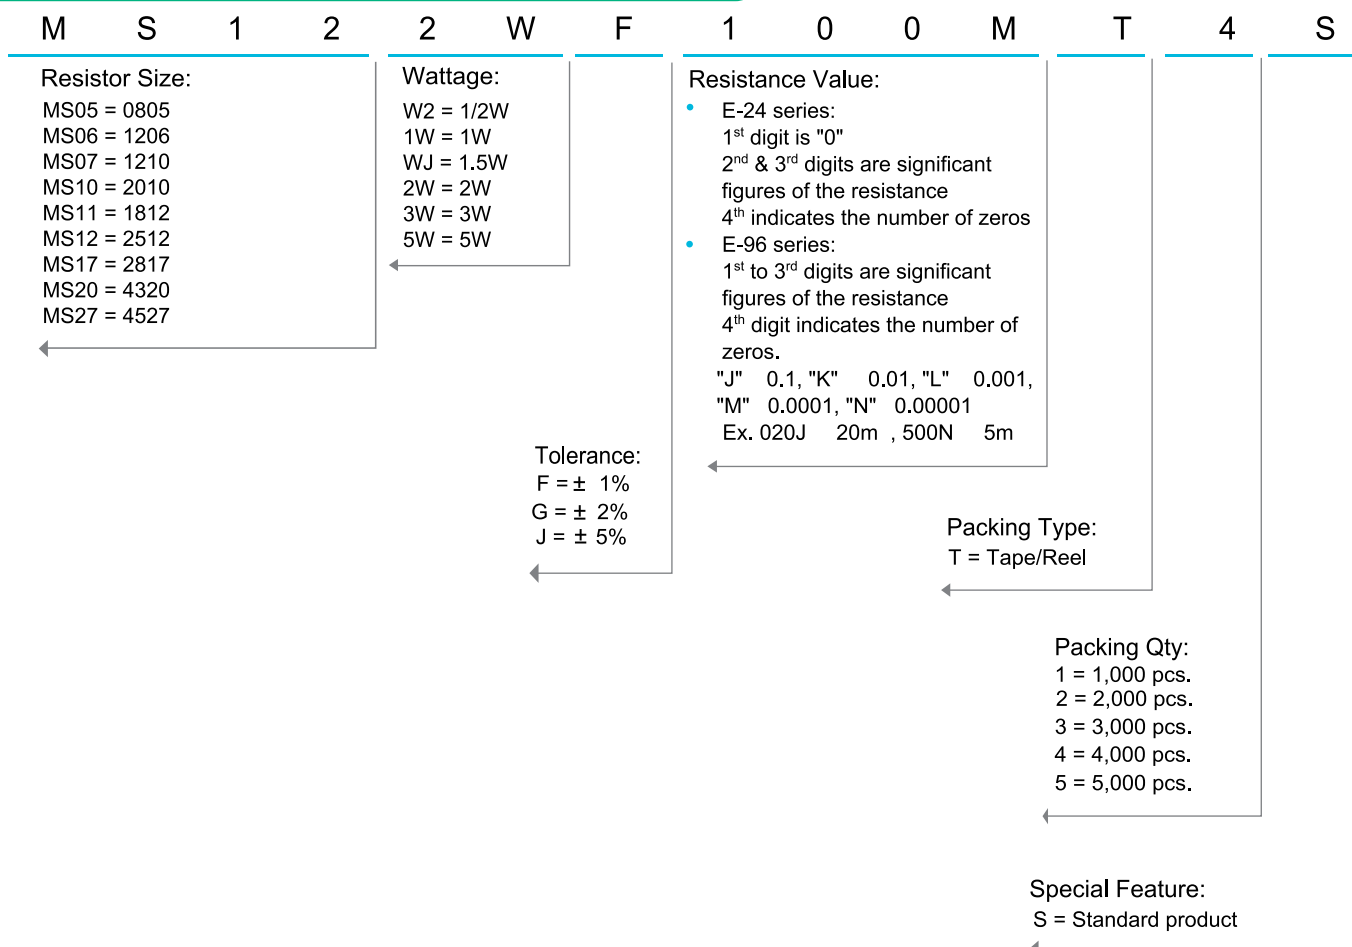 M S 1 2 2 W F 1 0 0 M T 4 S
Resistor Size:
MS05 = 0805
MS06 = 1206
MS07 = 1210
MS10 = 2010
MS11 = 1812
MS12 = 2512
MS17 = 2817
MS20 = 4320
MS27 = 4527
Wattage:
W2 = 1/2W
1W = 1W
WJ = 1.5W
2W = 2W
3W = 3W
5W = 5W
Resistance Value:
• E-24 series:
1st digit is "0"
2nd & 3rd digits are significant
figures of the resistance
4th indicates the number of zeros
• E-96 series:
1st to 3rd digits are significant
figures of the resistance
4th digit indicates the number of
zeros.
"J" 0.1, "K" 0.01, "L" 0.001,
"M" 0.0001, "N" 0.00001
Ex. 020J 20m , 500N 5m
Tolerance:
F = ± 1%
G = ± 2%
J = ± 5%
Packing Type:
T = Tape/Reel
Packing Qty:
1 = 1,000 pcs.
2 = 2,000 pcs.
3 = 3,000 pcs.
4 = 4,000 pcs.
5 = 5,000 pcs.
Special Feature:
S = Standard product